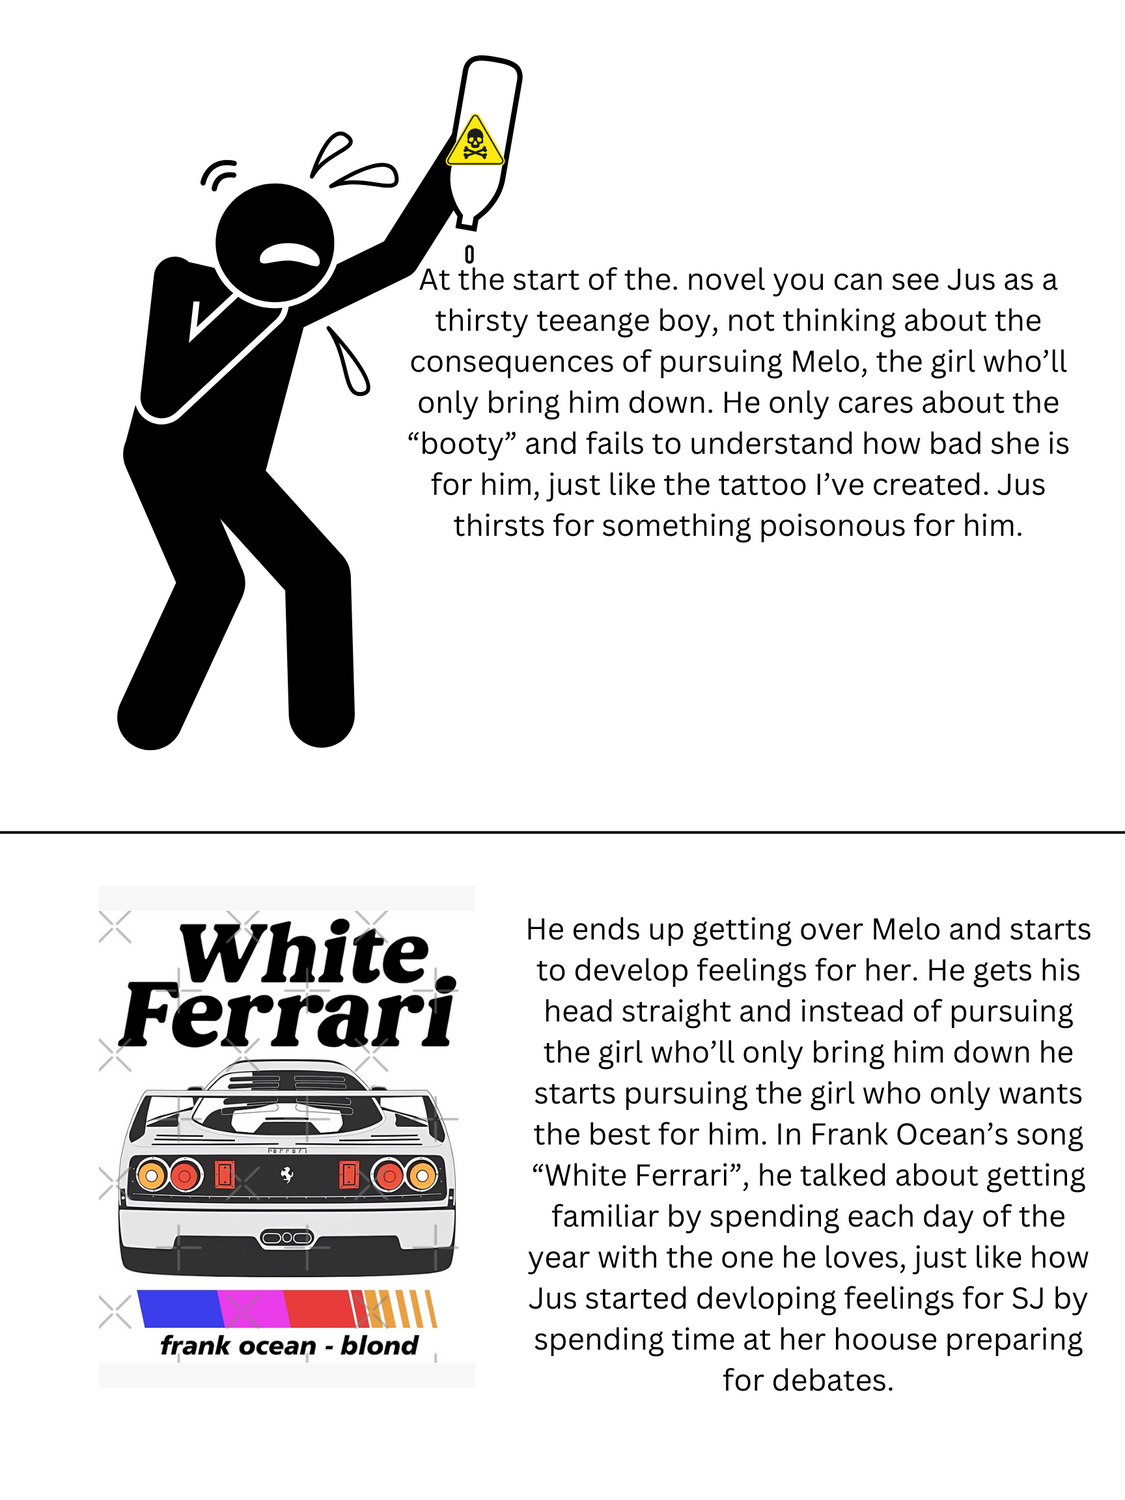 At the start of the. novel you can see Jus as a
thirsty teeange boy, not thinking about the
consequences of pursuing Melo, the girl who’ll
only bring him down. He only cares about the
“booty” and fails to understand how bad she is
for him, just like the tattoo I’ve created. Jus
thirsts for something poisonous for him.
White
Ferrari
Ferrari
frank ocean - blond
He ends up getting over Melo and starts
to develop feelings for her. He gets his
head straight and instead of pursuing
the girl who’ll only bring him down he
starts pursuing the girl who only wants
the best for him. In Frank Ocean’s song
“White Ferrari”, he talked about getting
familiar by spending each day of the
year with the one he loves, just like how
Jus started devloping feelings for SJ by
spending time at her hoouse preparing
for debates.